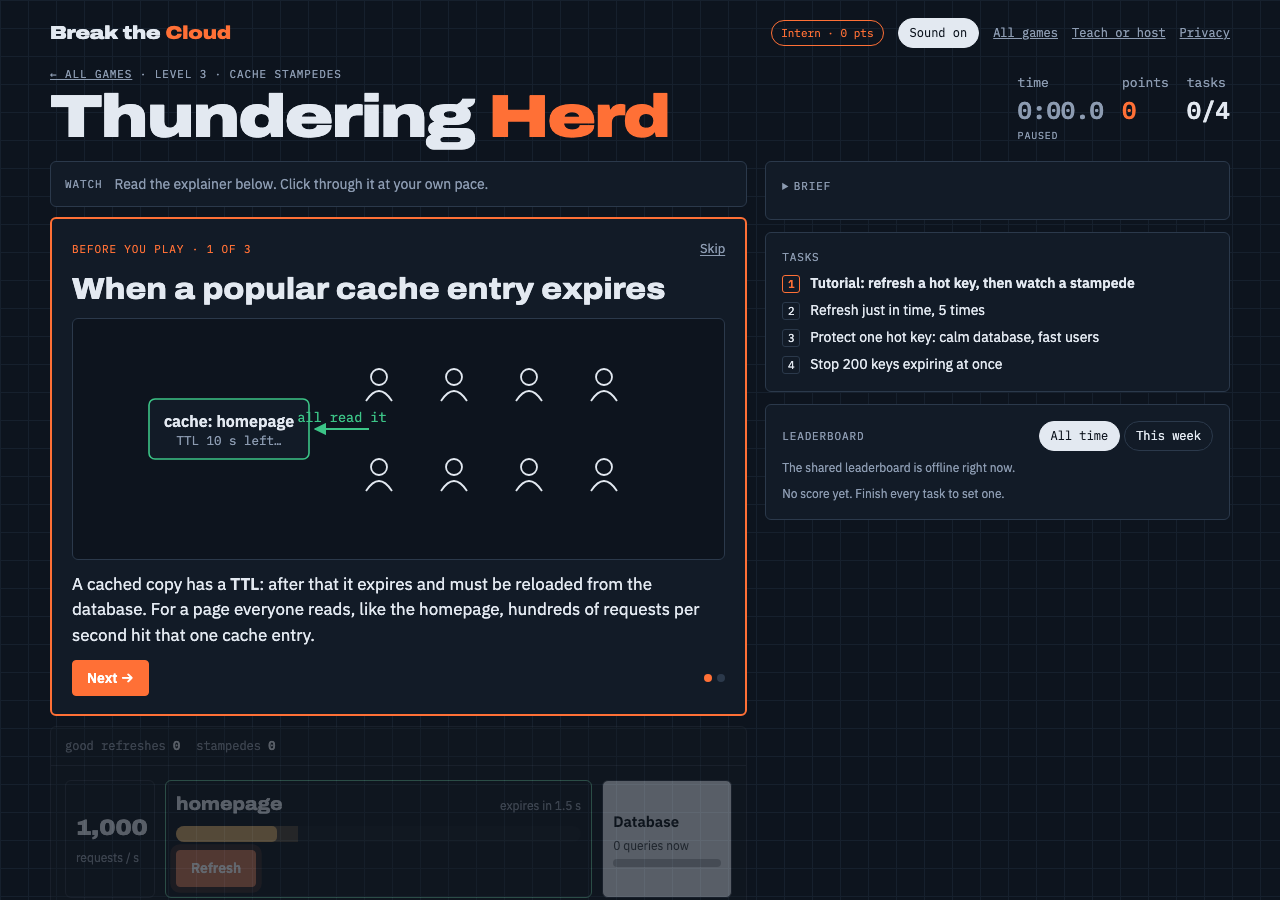 Break the Cloud
Intern · 0 pts
Sound on
All games
Teach or host
Privacy
← ALL GAMES · LEVEL 3 · CACHE STAMPEDES
Thundering Herd
time
points
tasks
0:00.0
0
0/4
PAUSED
WATCH
Read the explainer below. Click through it at your own pace.
BEFORE YOU PLAY · 1 OF 3
Skip
When a popular cache entry expires
cache: homepage
TTL 10 s left…
all read it
A cached copy has a TTL: after that it expires and must be reloaded from the
database. For a page everyone reads, like the homepage, hundreds of requests per
second hit that one cache entry.
Next →
good refreshes 0 stampedes 0
1,000
requests / s
homepage
expires in 1.5 s
Refresh
Database
0 queries now
▶ BRIEF
TASKS
1 Tutorial: refresh a hot key, then watch a stampede
2 Refresh just in time, 5 times
3 Protect one hot key: calm database, fast users
4 Stop 200 keys expiring at once
LEADERBOARD
All time
This week
The shared leaderboard is offline right now.
No score yet. Finish every task to set one.